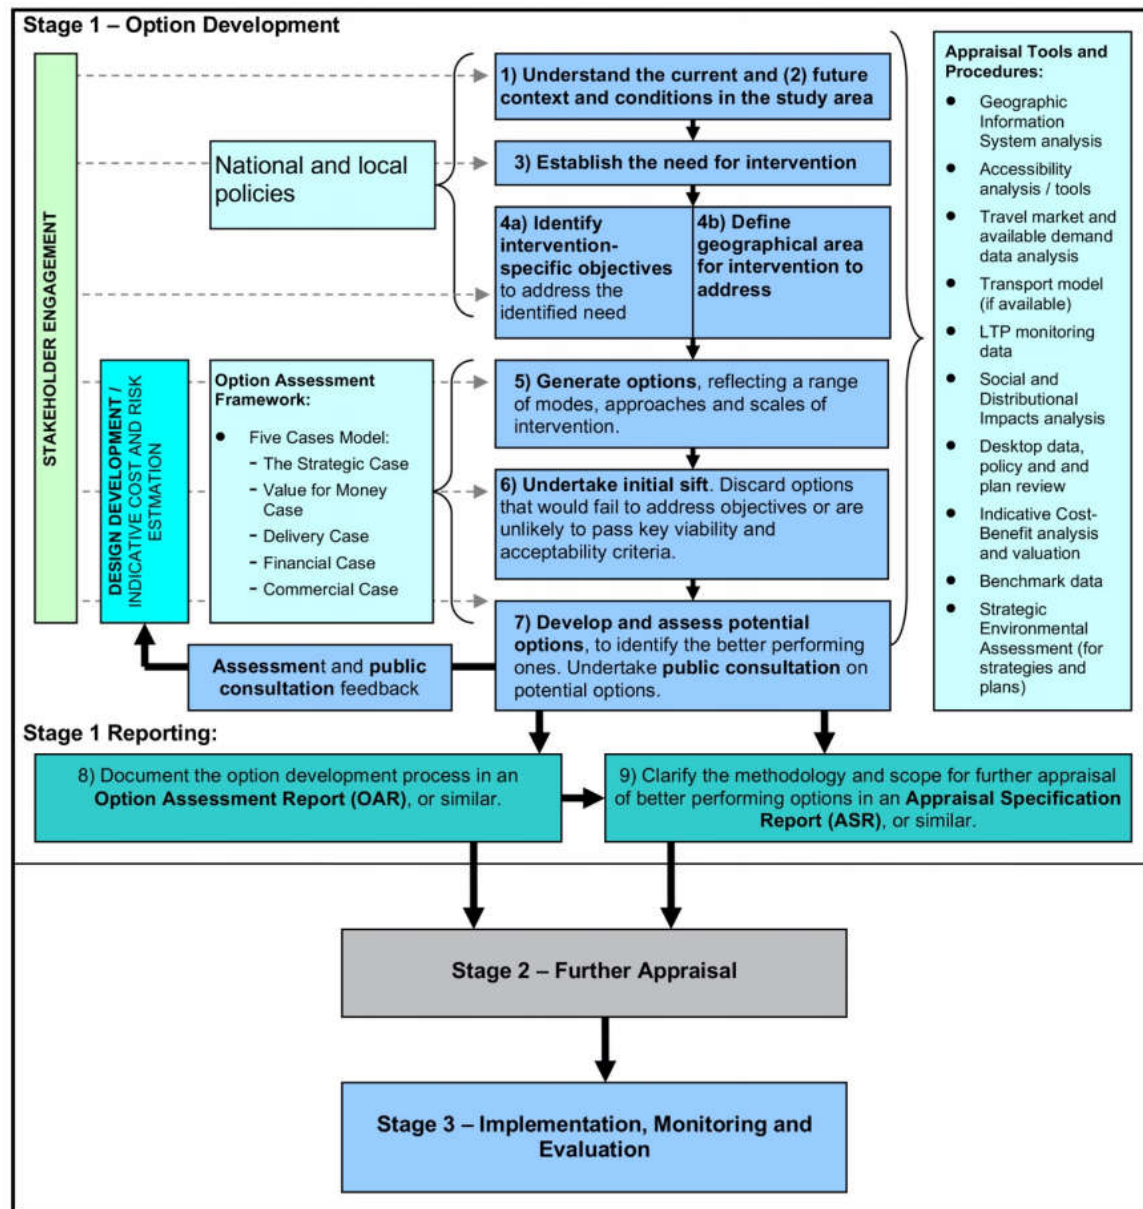 Stage 1 – Option Development
STAKEHOLDER ENGAGEMENT
1) Understand the current and (2) future
context and conditions in the study area
National and local
policies
3) Establish the need for intervention
4a) Identify
intervention-
specific objectives
to address the
identified need
4b) Define
geographical area
for intervention to
address
DESIGN DEVELOPMENT /
INDICATIVE COST AND RISK
ESTMATION
Option Assessment
Framework:
● Five Cases Model:
- The Strategic Case
- Value for Money
Case
- Delivery Case
- Financial Case
- Commercial Case
5) Generate options, reflecting a range
of modes, approaches and scales of
intervention.
6) Undertake initial sift. Discard options
that would fail to address objectives or are
unlikely to pass key viability and
acceptability criteria.
7) Develop and assess potential
options, to identify the better performing
ones. Undertake public consultation on
potential options.
Assessment and public
consultation feedback
Appraisal Tools and
Procedures:
● Geographic
Information
System analysis
● Accessibility
analysis / tools
● Travel market and
available demand
data analysis
● Transport model
(if available)
● LTP monitoring
data
● Social and
Distributional
Impacts analysis
● Desktop data,
policy and and
plan review
● Indicative Cost-
Benefit analysis
and valuation
● Benchmark data
● Strategic
Environmental
Assessment (for
strategies and
plans)
Stage 1 Reporting:
8) Document the option development process in an
Option Assessment Report (OAR), or similar.
9) Clarify the methodology and scope for further appraisal
of better performing options in an Appraisal Specification
Report (ASR), or similar.
Stage 2 – Further Appraisal
Stage 3 – Implementation, Monitoring and
Evaluation